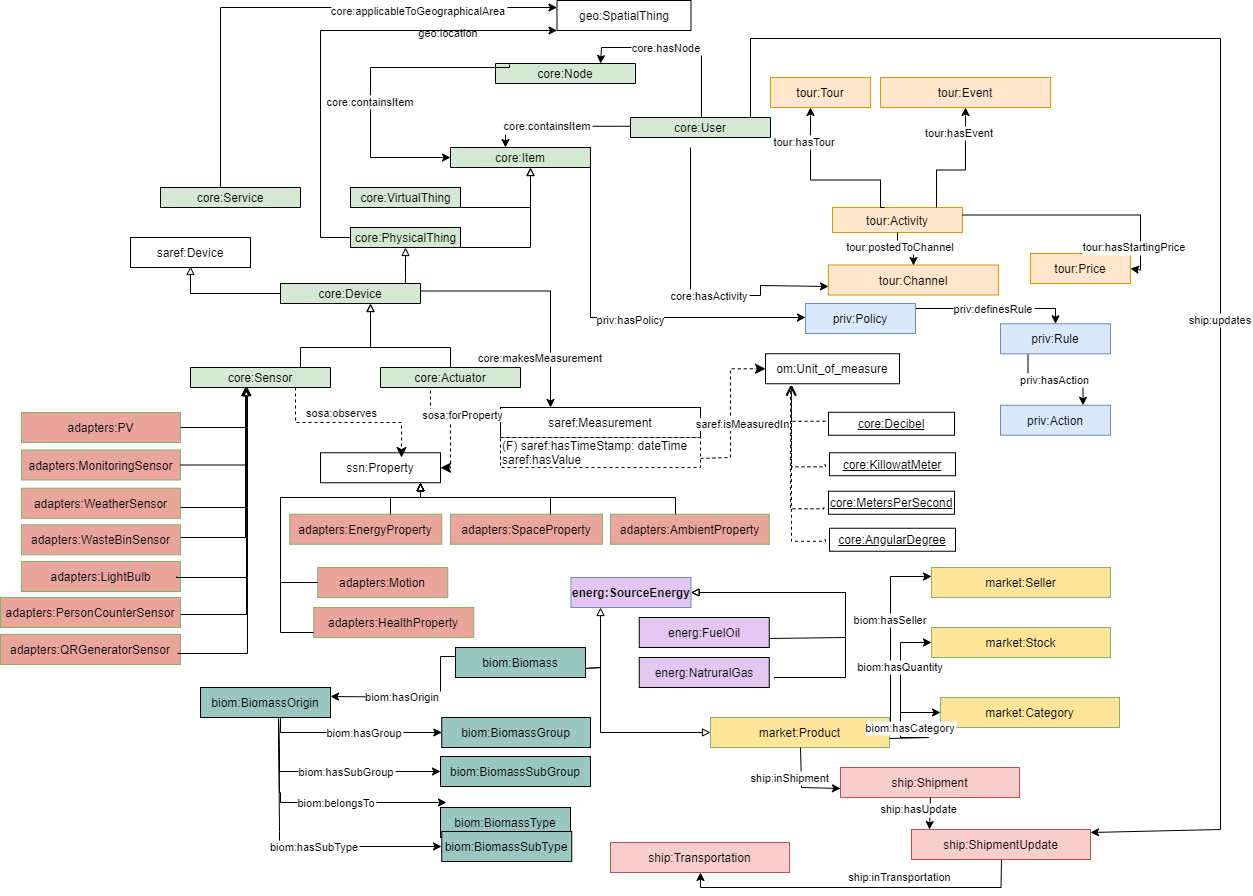 core:applicableToGeographicalArea
geo:SpatialThing
geo:location
core:hasNode
core:Node
core:containsItem
tour:Tour
tour:Event
core:containsItem
core:User
tour:hasTour
tour:hasEvent
core:Item
core:Service
core:VirtualThing
tour:Activity
core:PhysicalThing
saref:Device
tour:postedToChannel
tour:hasStartingPrice
tour:Price
core:Device
core:hasActivity
tour:Channel
priv:hasPolicy
priv:Policy
priv:definesRule
ship:updates
priv:Rule
core:makesMeasurement
core:Sensor
core:Actuator
om:Unit_of_measure
priv:hasAction
sosa:observes
sosa:forProperty
saref:Measurement
saref:isMeasuredIn
core:Decibel
priv:Action
adapters:PV
(F) saref:hasTimeStamp: dateTime
saref:hasValue
adapters:MonitoringSensor
ssn:Property
core:KillowatMeter
adapters:WeatherSensor
core:MetersPerSecond
adapters:EnergyProperty
adapters:SpaceProperty
adapters:AmbientProperty
adapters:WasteBinSensor
core:AngularDegree
adapters:LightBulb
adapters:Motion
energ:SourceEnergy
market:Seller
adapters:PersonCounterSensor
adapters:HealthProperty
energ:FuelOil
biom:hasSeller
adapters:QRGeneratorSensor
market:Stock
biom:Biomass
energ:NatruralGas
biom:hasQuantity
biom:hasOrigin
biom:BiomassOrigin
market:Category
biom:hasGroup
biom:BiomassGroup
market:Product
biom:hasCategory
biom:hasSubGroup
biom:BiomassSubGroup
ship:inShipment
ship:Shipment
biom:belongsTo
ship:hasUpdate
biom:BiomassType
biom:hasSubType
biom:BiomassSubType
ship:ShipmentUpdate
ship:Transportation
ship:inTransportation